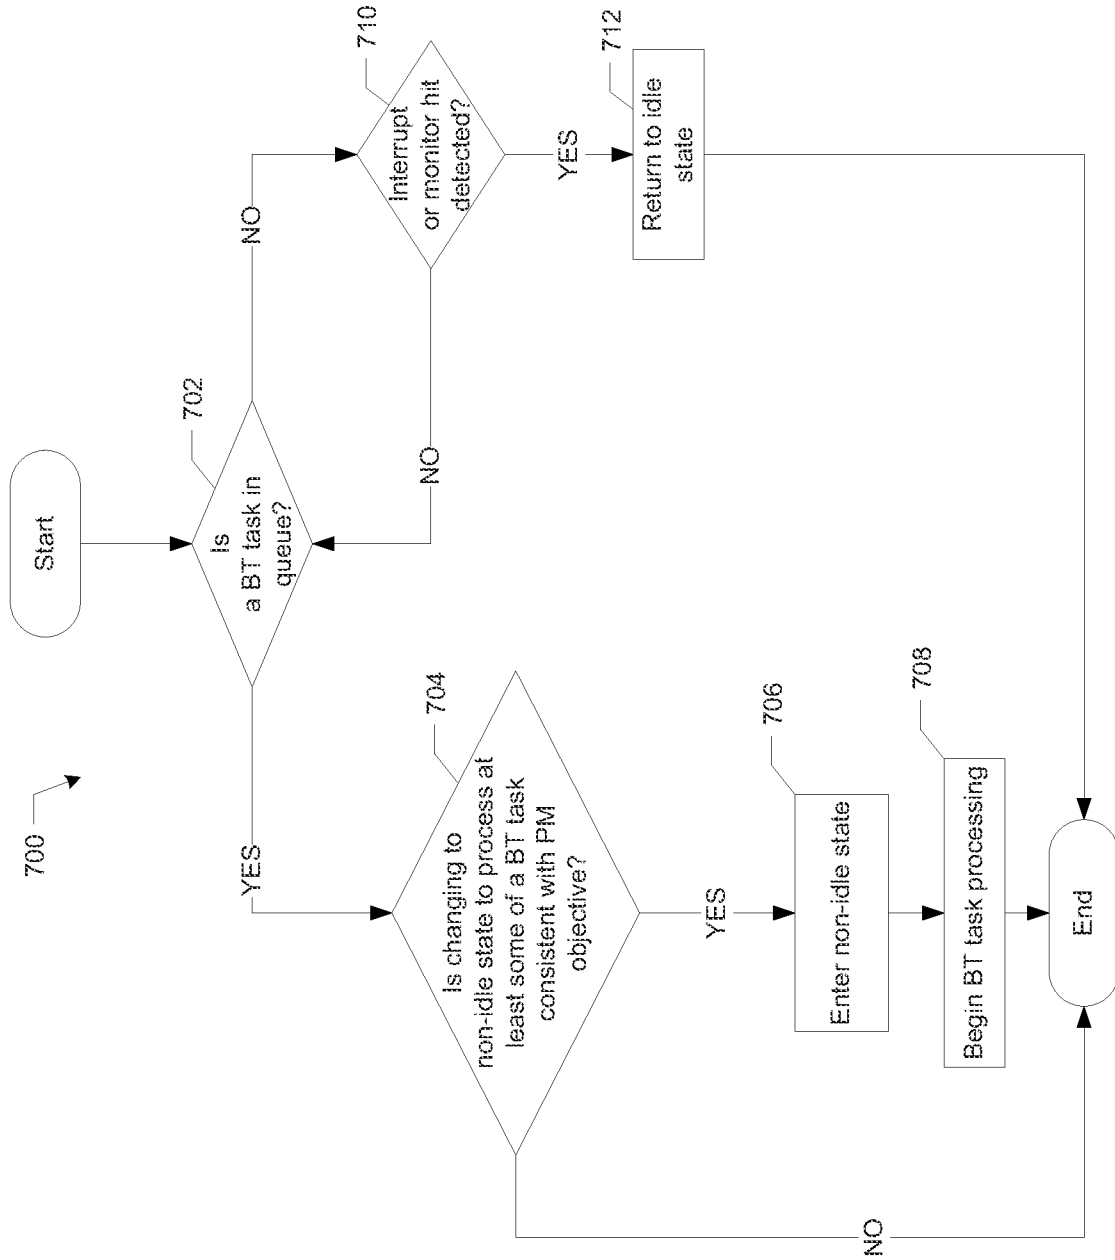 700
Start
702
Is
a BT task in
queue?
YES
NO
704
Is changing to
non-idle state to process at
least some of a BT task
consistent with PM
objective?
NO
YES
706
Enter non-idle state
708
Begin BT task processing
710
Interrupt
or monitor hit
detected?
NO
YES
712
Return to idle
state
End